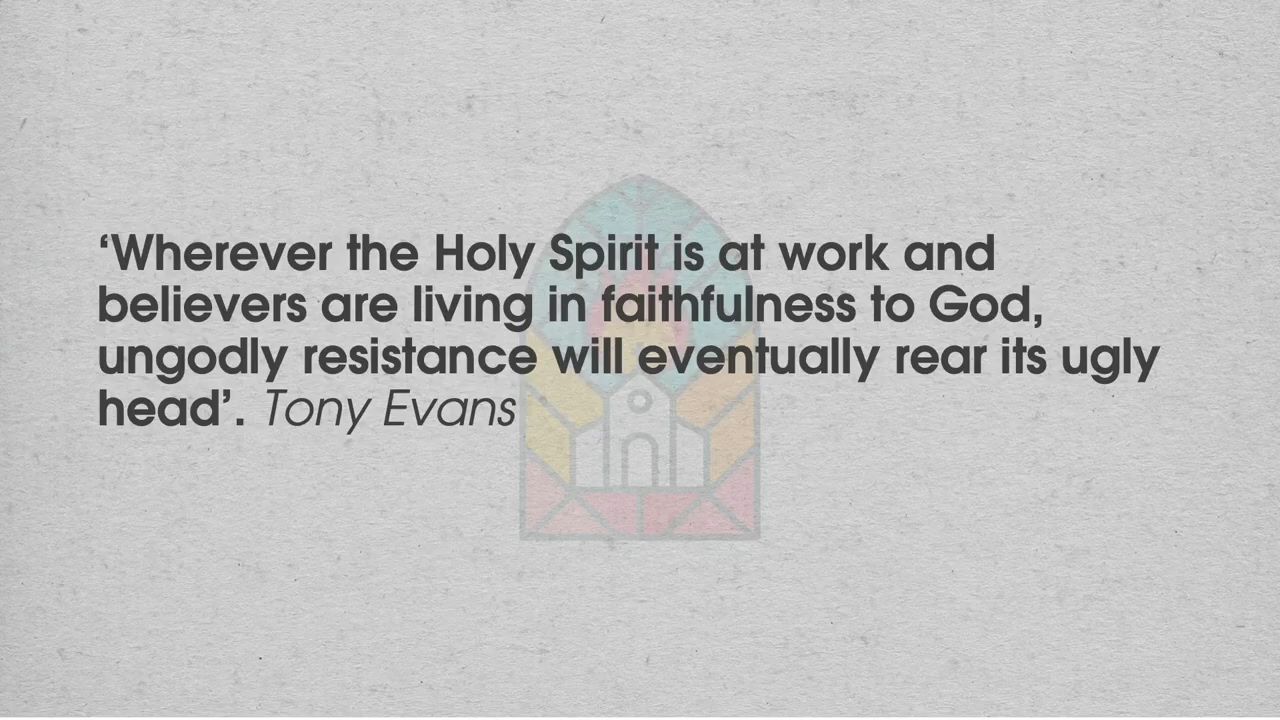 ‘Wherever the Holy Spirit is at work and
believers are living in faithfulness to God,
ungodly resistance will eventually rear its ugly
head’. Tony Evans